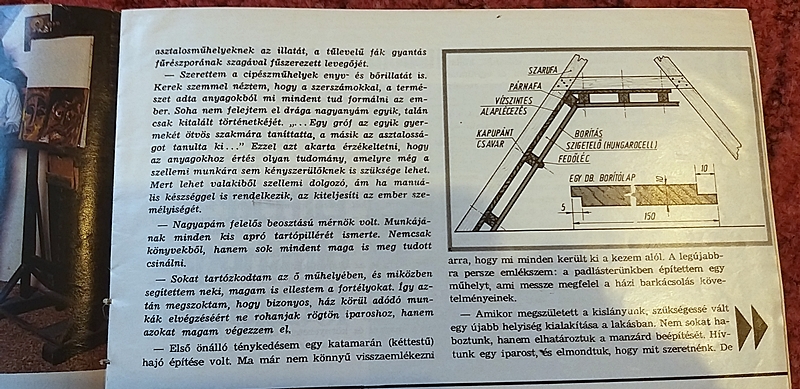 asztalosműhelyeknek az illatát, a tűlevelű fák gyantás
fűrészporának szagával fűszerezett levegőjét.
— Szerettem a cipészműhelyek enyv- és bőrillatát is.
Kerek szemmel néztem, hogy a szerszámokkal, a termé-
szet adta anyagokból mi mindent tud formálni az em-
ber. Soha nem felejtem el drága nagyanyám egyik, talán
csak kitalált történetkéjét. „...Egy gróf az egyik gyer-
mekét ötvös szakmára taníttatta, a másik az asztalossá-
got tanulta ki...” Ezzel azt akarta érzékeltetni, hogy
az anyagokhoz értés olyan tudomány, amelyre még a
szellemi munkára sem kényszerülőknek is szüksége lehet.
Mert lehet valakiből szellemi dolgozó, ám ha manuá-
lis készséggel is rendelkezik, az kiteljesíti az ember sze-
mélyiségét.
— Nagyapám felelős beosztású mérnök volt. Munkájá-
nak minden kis apró tartópillérét ismerte. Nemcsak
könyvekből, hanem sok mindent maga is meg tudott
csinálni.
— Sokat tartózkodtam az ő műhelyében, és miközben
segítettem neki, magam is ellestem a fortélyokat. Így az-
tán megszoktam, hogy bizonyos, ház körül adódó mun-
kák elvégzéséért ne rohanjak rögtön iparoshoz, hanem
azokat magam végezzem el.
— Első önálló ténykedésem egy katamarán (kéttestű)
hajó építése volt. Ma már nem könnyű visszaemlékezni
SZARUFA
PÁRNAFA
VÍZSZINTES
ALAPLÉCEZÉS
KAPUPÁNT
CSAVAR
BORÍTÁS
SZIGETELŐ (HUNGAROCELL)
FEDŐLÉC
EGY DB. BORÍTÓLAP
10
5
150
arra, hogy mi minden került ki a kezem alól. A legújabb-
ra persze emlékszem: a padlásterünkben építettem egy
műhelyt, ami messze megfelel a házi barkácsolás köve-
telményeinek.
— Amikor megszületett a kislányunk, szükségessé vált
egy újabb helyiség kialakítása a lakásban. Nem sokat ha-
boztunk, hanem elhatároztuk a manzárd beépítését. Hív-
tunk egy iparost, és elmondtuk, hogy mit szeretnénk. De